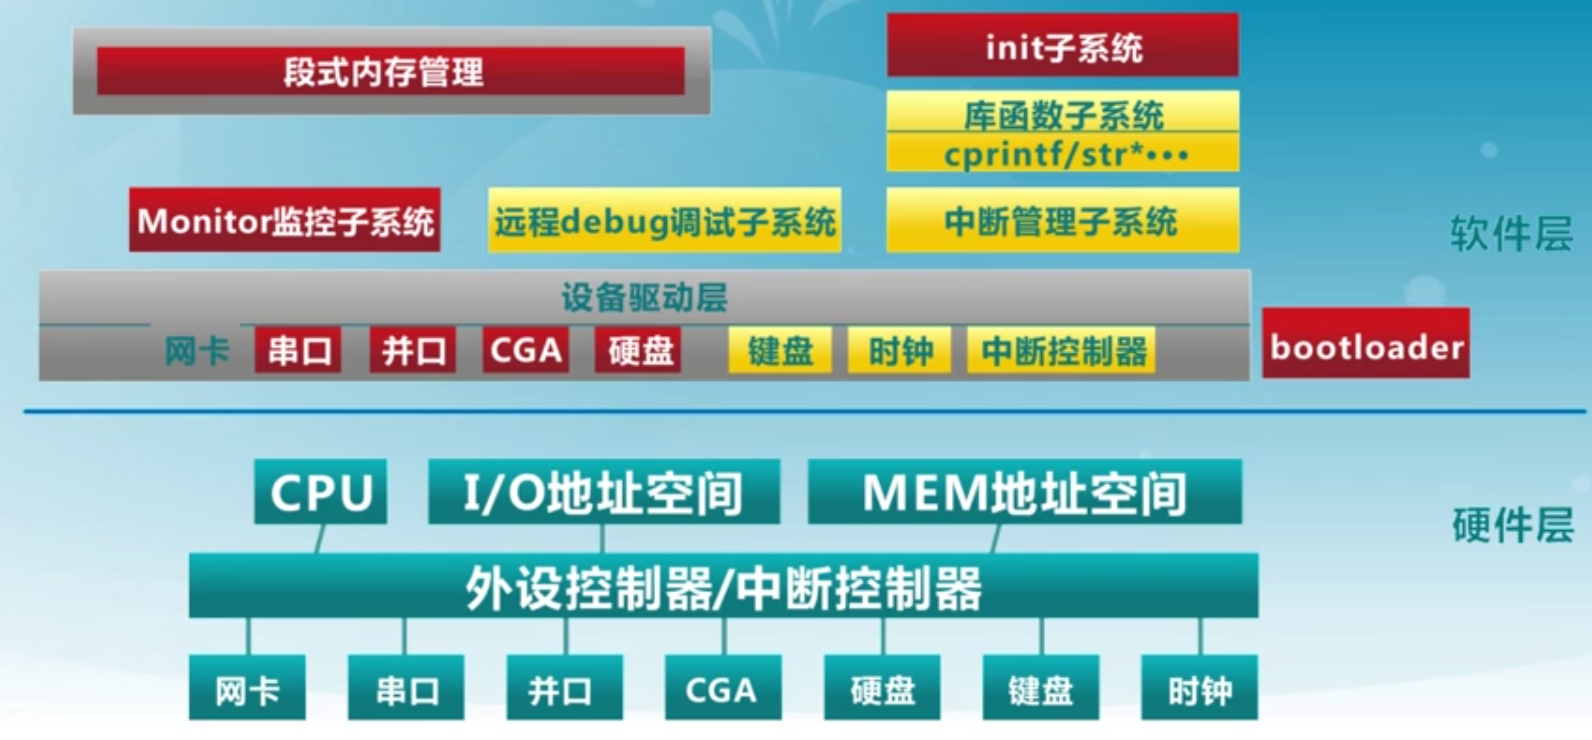 段式内存管理
init子系统
库函数子系统
cprintf/str*···
Monitor监控子系统
远程debug调试子系统
中断管理子系统
软件层
设备驱动层
网卡
串口
并口
CGA
硬盘
键盘
时钟
中断控制器
bootloader
CPU
I/O地址空间
MEM地址空间
硬件层
外设控制器/中断控制器
网卡
串口
并口
CGA
硬盘
键盘
时钟